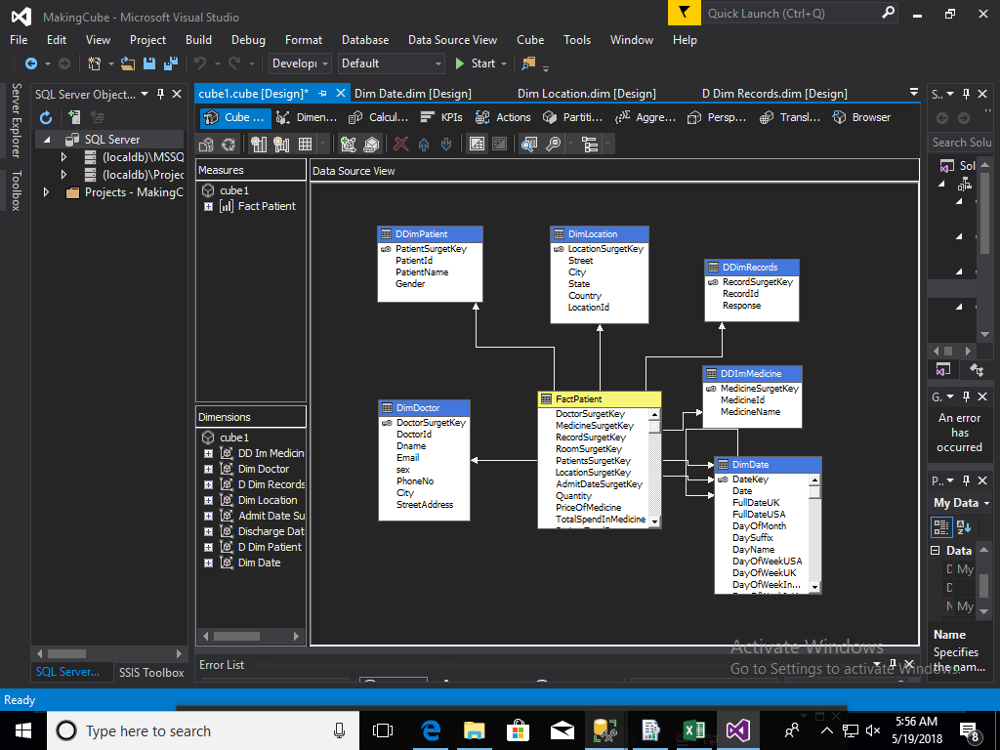 MakingCube - Microsoft Visual Studio
Quick Launch (Ctrl+Q)
File Edit View Project Build Debug Format Database Data Source View Cube Tools Window Help
Developi Default Start
Server Explorer
Toolbox
SQL Server Object...
SQL Server
(localdb)\MSSQ
(localdb)\Projec
Projects - MakingC
SQL Server... SSIS Toolbox
cube1.cube [Design]* Dim Date.dim [Design] Dim Location.dim [Design] D Dim Records.dim [Design]
Cube ... Dimen... Calcul... KPIs Actions Partiti... Aggre... Persp... Transl... Browser
Measures
cube1
Fact Patient
Dimensions
cube1
DD Im Medicin
Dim Doctor
D Dim Records
Dim Location
Admit Date Su
Discharge Dat
D Dim Patient
Dim Date
Data Source View
DDimPatient
PatientSurgetKey
PatientId
PatientName
Gender
DimLocation
LocationSurgetKey
Street
City
State
Country
LocationId
DDimRecords
RecordSurgetKey
RecordId
Response
DDImMedicine
MedicineSurgetKey
MedicineId
MedicineName
DimDoctor
DoctorSurgetKey
DoctorId
Dname
Email
sex
PhoneNo
City
StreetAddress
FactPatient
DoctorSurgetKey
MedicineSurgetKey
RecordSurgetKey
RoomSurgetKey
PatientsSurgetKey
LocationSurgetKey
AdmitDateSurgetKey
Quantity
PriceOfMedicine
TotalSpendInMedicine
DimDate
DateKey
Date
FullDateUK
FullDateUSA
DayOfMonth
DaySuffix
DayName
DayOfWeekUSA
DayOfWeekUK
DayOfWeekIn...
S..
Search Solu
Sol
G..
An error
has
occurred
P..
My Data
Data
D My
D
N My
Name
Specifies
the nam...
Error List
Activate Windows
Go to Settings to activate Windows.
Ready
Type here to search
5:56 AM
5/19/2018
8